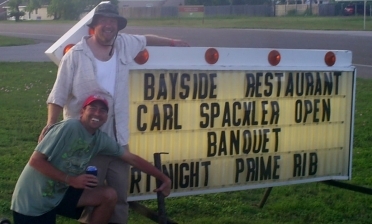 BAYSIDE RESTAURANT
CARL SPACKLER OPEN
BANQUET
NIGHT PRIME RIB